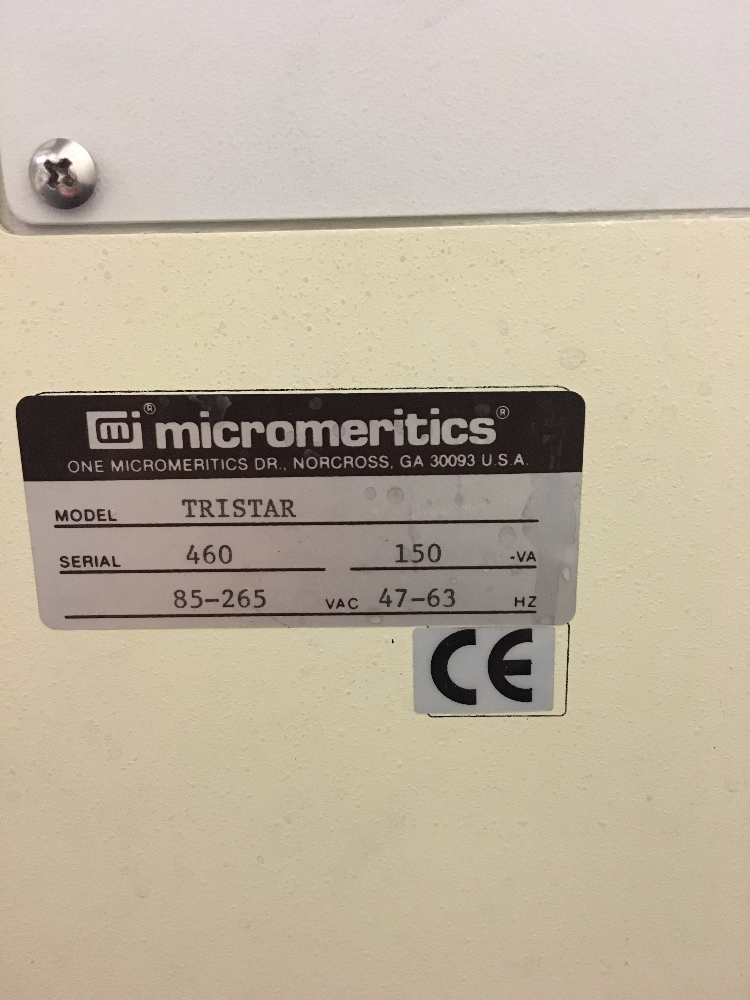 mi® micromeritics®
ONE MICROMERITICS DR., NORCROSS, GA 30093 U.S.A.
MODEL TRISTAR
SERIAL 460 150 -VA
85-265 VAC 47-63 HZ
CE